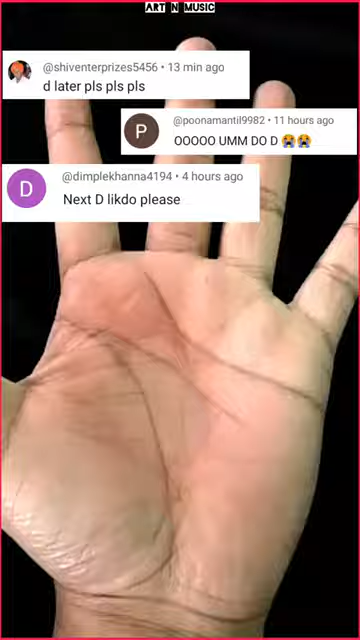 ART N MUSIC
@shiventerprizes5456 • 13 min ago
d later pls pls pls
P
@poonamantil9982 • 11 hours ago
OOOOO UMM DO D 😭😭
D
@dimplekhanna4194 • 4 hours ago
Next D likdo please